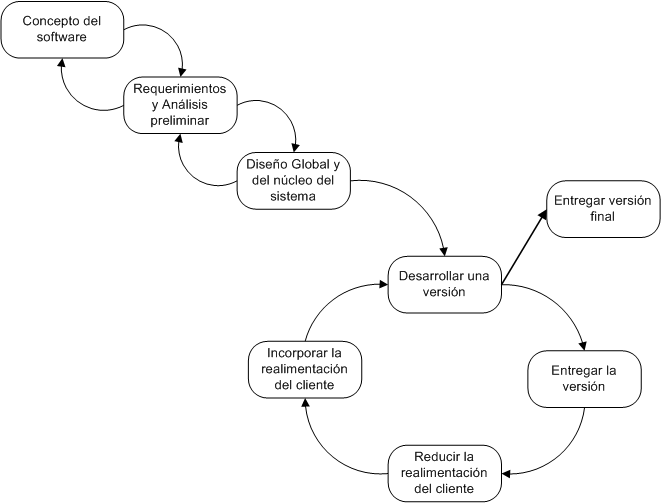 Concepto del
software
Requerimientos
y Análisis
preliminar
Diseño Global y
del núcleo del
sistema
Entregar versión
final
Desarrollar una
versión
Incorporar la
realimentación
del cliente
Entregar la
versión
Reducir la
realimentación
del cliente